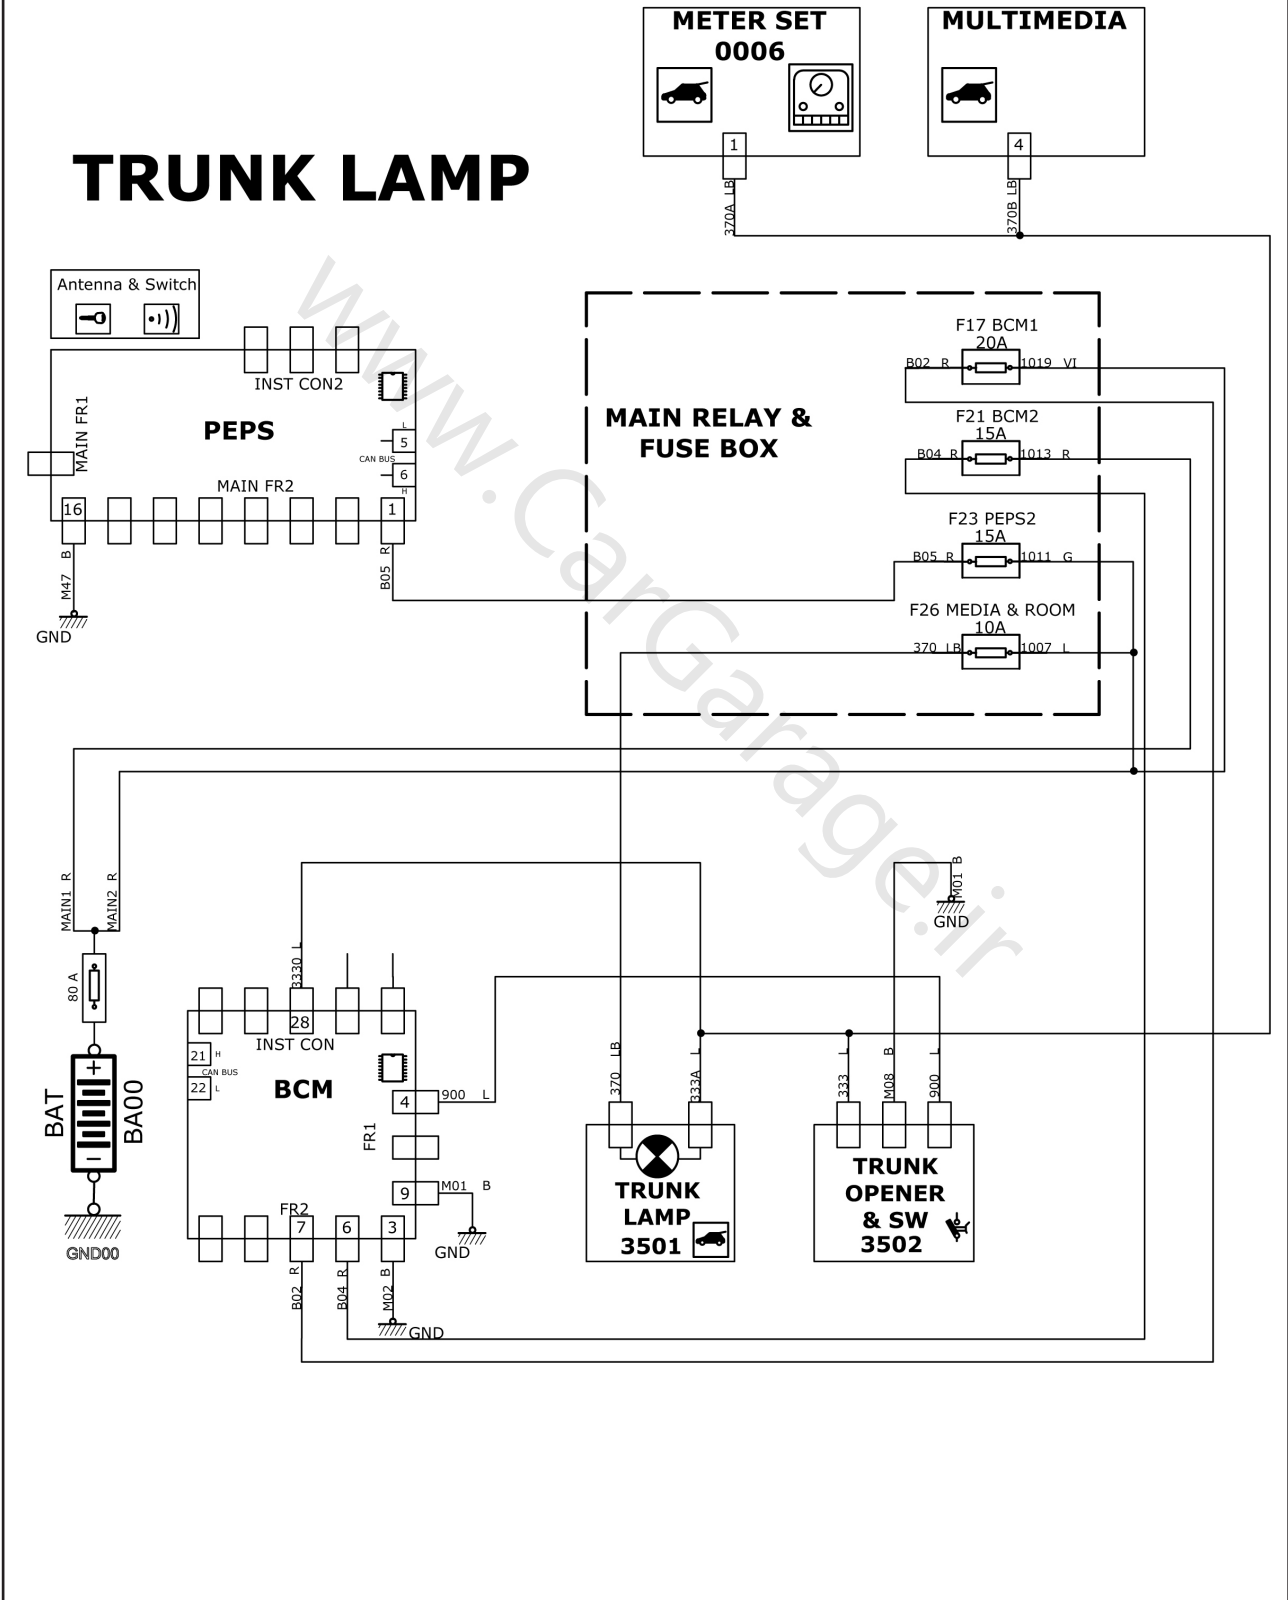 METER SET
0006
1
370A LB
MULTIMEDIA
4
370B LB
TRUNK LAMP
Antenna & Switch
INST CON2
MAIN FR1
PEPS
L
5
CAN BUS
6
H
MAIN FR2
16
1
M47 B
B05 R
GND
MAIN RELAY &
FUSE BOX
F17 BCM1
20A
B02 R
1019 VI
F21 BCM2
15A
B04 R
1013 R
F23 PEPS2
15A
B05 R
1011 G
F26 MEDIA & ROOM
10A
370 LB
1007 L
www.CarGarage.ir
MAIN1 R
MAIN2 R
80 A
BAT
+
−
BA00
GND00
3330 L
28
INST CON
21
H
CAN BUS
22
L
BCM
4
900 L
FR1
9
M01 B
GND
FR2
7
6
3
B02 R
B04 R
M02 B
GND
M01 B
GND
370 LB
333A L
TRUNK
LAMP
3501
333 L
M08 B
900 L
TRUNK
OPENER
& SW
3502